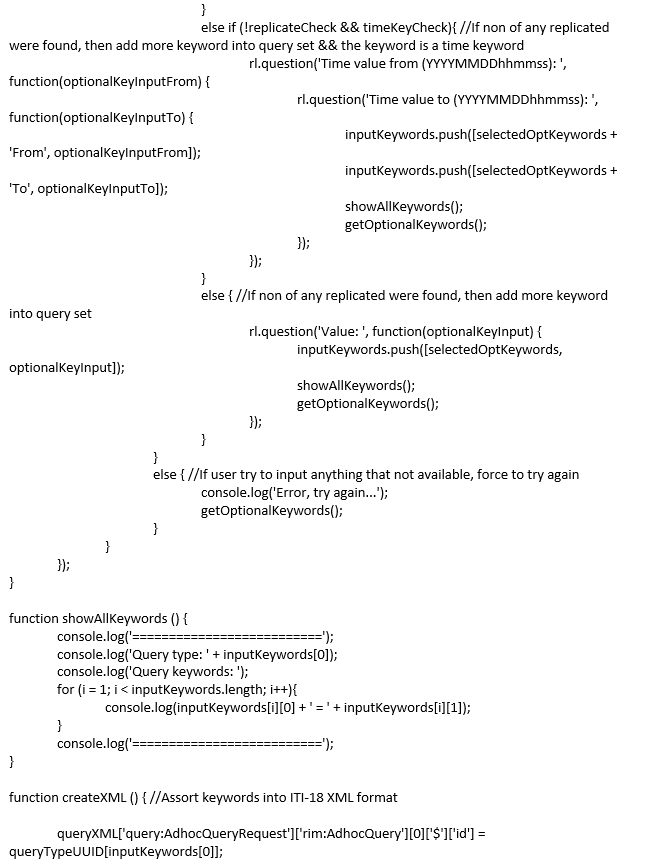 }
else if (!replicateCheck && timeKeyCheck){ //If non of any replicated
were found, then add more keyword into query set && the keyword is a time keyword
rl.question('Time value from (YYYYMMDDhhmmss): ',
function(optionalKeyInputFrom) {
rl.question('Time value to (YYYYMMDDhhmmss): ',
function(optionalKeyInputTo) {
inputKeywords.push([selectedOptKeywords +
'From', optionalKeyInputFrom]);
inputKeywords.push([selectedOptKeywords +
'To', optionalKeyInputTo]);
showAllKeywords();
getOptionalKeywords();
});
});
}
else { //If non of any replicated were found, then add more keyword
into query set
rl.question('Value: ', function(optionalKeyInput) {
inputKeywords.push([selectedOptKeywords,
optionalKeyInput]);
showAllKeywords();
getOptionalKeywords();
});
}
}
else { //If user try to input anything that not available, force to try again
console.log('Error, try again...');
getOptionalKeywords();
}
}
});
}
function showAllKeywords () {
console.log('==========================');
console.log('Query type: ' + inputKeywords[0]);
console.log('Query keywords: ');
for (i = 1; i < inputKeywords.length; i++){
console.log(inputKeywords[i][0] + ' = ' + inputKeywords[i][1]);
}
console.log('==========================');
}
function createXML () { //Assort keywords into ITI-18 XML format
queryXML['query:AdhocQueryRequest']['rim:AdhocQuery'][0]['$']['id'] =
queryTypeUUID[inputKeywords[0]];